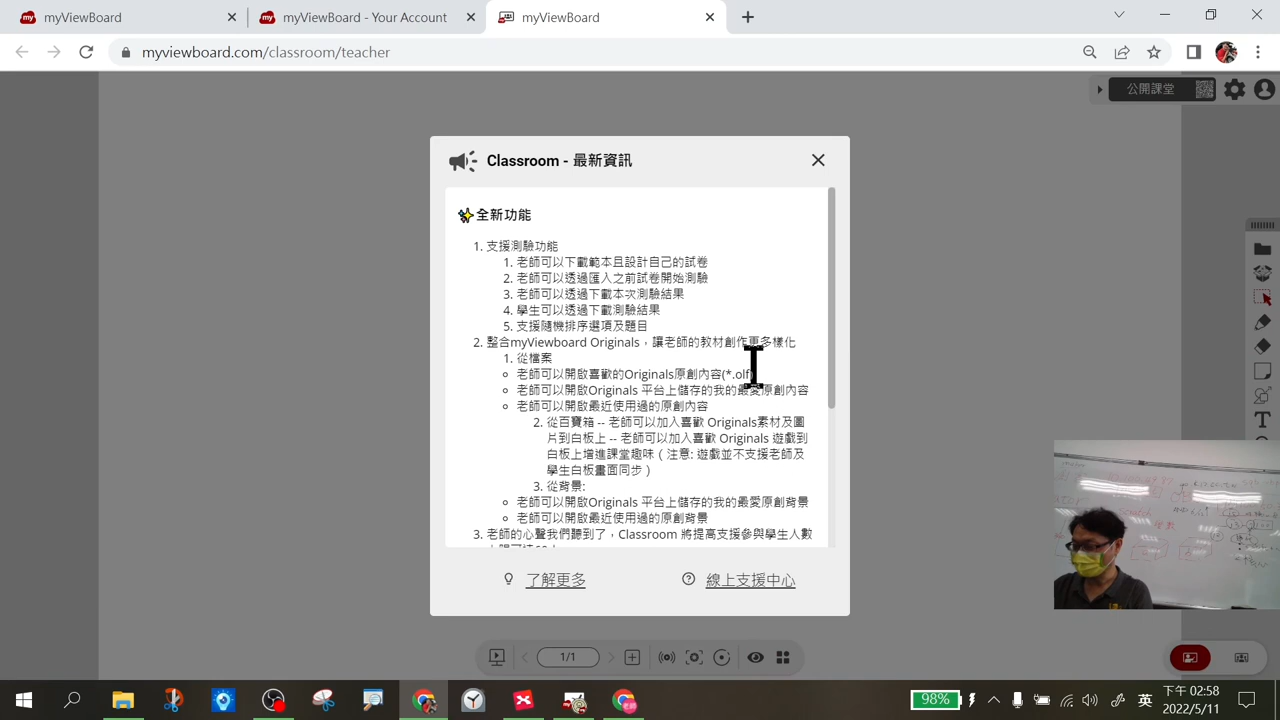 myViewBoard
myViewBoard - Your Account
myViewBoard
myviewboard.com/classroom/teacher
公開課堂
Classroom - 最新資訊
全新功能
1. 支援測驗功能
1. 老師可以下載範本且設計自己的試卷
2. 老師可以透過匯入之前試卷開始測驗
3. 老師可以透過下載本次測驗結果
4. 學生可以透過下載測驗結果
5. 支援隨機排序選項及題目
2. 整合myViewboard Originals，讓老師的教材創作更多樣化
1. 從檔案
老師可以開啟喜歡的Originals原創內容(*.olf)
老師可以開啟Originals 平台上儲存的我的最愛原創內容
老師可以開啟最近使用過的原創內容
2. 從百寶箱 -- 老師可以加入喜歡 Originals素材及圖
片到白板上 -- 老師可以加入喜歡 Originals 遊戲到
白板上增進課堂趣味（注意: 遊戲並不支援老師及
學生白板畫面同步）
3. 從背景:
老師可以開啟Originals 平台上儲存的我的最愛原創背景
老師可以開啟最近使用過的原創背景
3. 老師的心聲我們聽到了，Classroom 將提高支援參與學生人數
了解更多
線上支援中心
1/1
98%
英
下午 02:58
2022/5/11